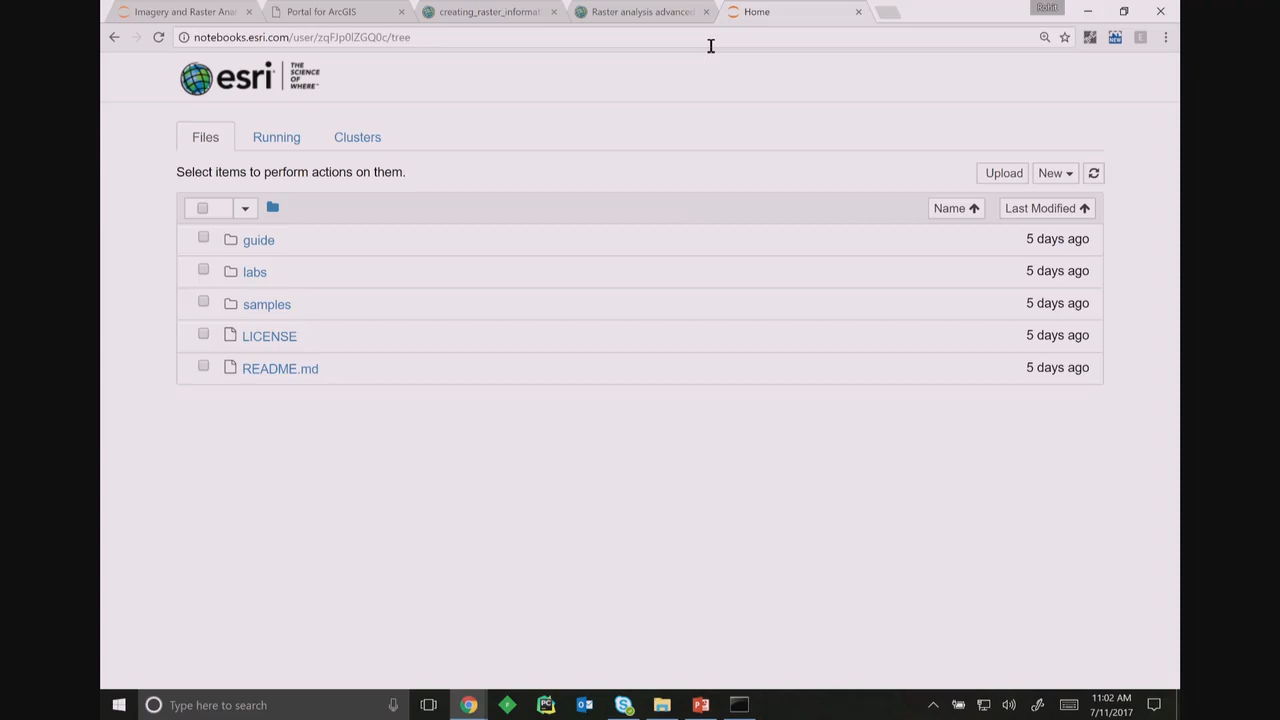 Imagery and Raster Ana
Portal for ArcGIS
creating_raster_informat
Raster analysis advanced
Home
Rohit
notebooks.esri.com/user/zqFJp0lZGQ0c/tree
esri
THE
SCIENCE
OF
WHERE™
Files
Running
Clusters
Select items to perform actions on them.
Upload
New
Name
Last Modified
guide
5 days ago
labs
5 days ago
samples
5 days ago
LICENSE
5 days ago
README.md
5 days ago
Type here to search
11:02 AM
7/11/2017